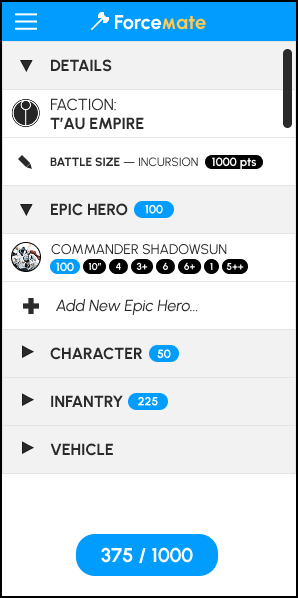 Forcemate
DETAILS
FACTION:
T'AU EMPIRE
BATTLE SIZE — INCURSION 1000 pts
EPIC HERO 100
COMMANDER SHADOWSUN
100 10" 4 3+ 6 6+ 1 5++
Add New Epic Hero...
CHARACTER 50
INFANTRY 225
VEHICLE
375 / 1000